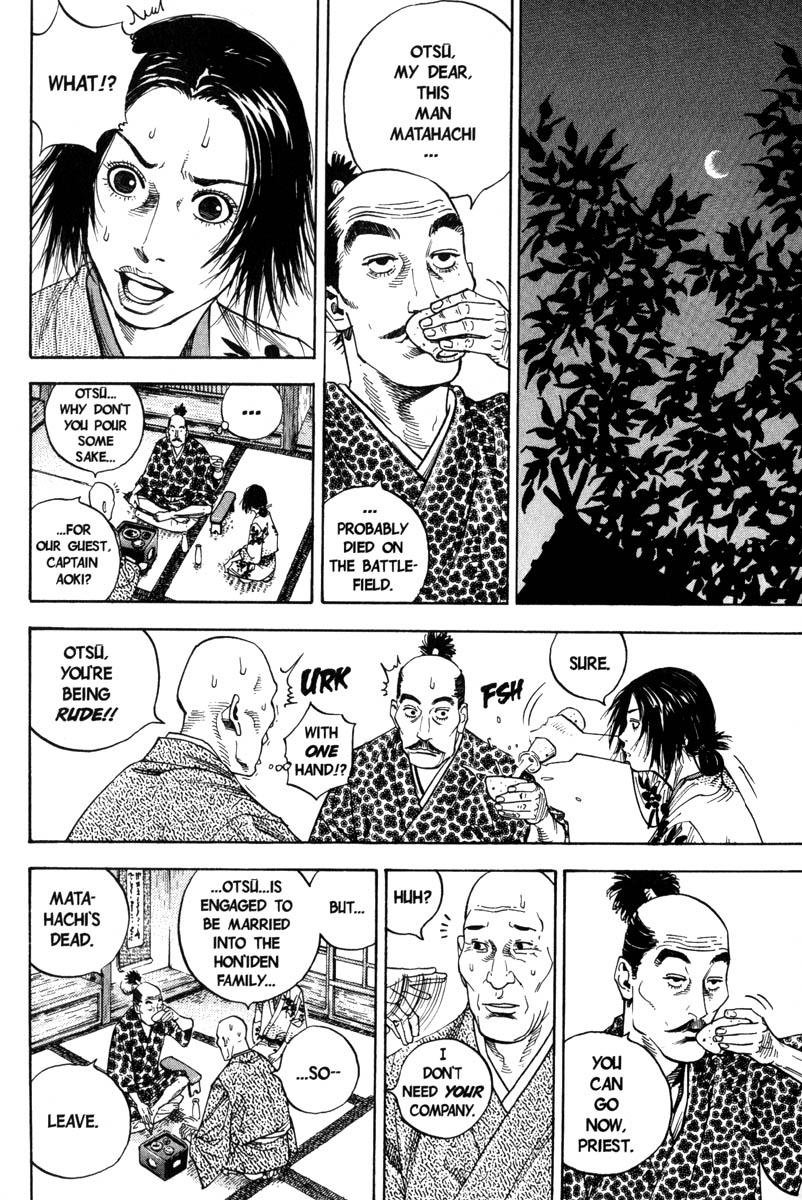 OTSŪ,
MY DEAR,
THIS
MAN
MATAHACHI
...
...
PROBABLY
DIED ON
THE BATTLE-
FIELD.
WHAT!?
...
OTSŪ...
WHY DON'T
YOU POUR
SOME
SAKE...
...FOR
OUR GUEST,
CAPTAIN
AOKI?
SURE.
FSH
URK
WITH
ONE
HAND!?
OTSŪ,
YOU'RE
BEING
RUDE!!
YOU
CAN
GO
NOW,
PRIEST.
HUH?
I
DON'T
NEED YOUR
COMPANY.
BUT...
...OTSŪ...IS
ENGAGED TO
BE MARRIED
INTO THE
HON'IDEN
FAMILY...
...SO--
MATA-
HACHI'S
DEAD.
LEAVE.